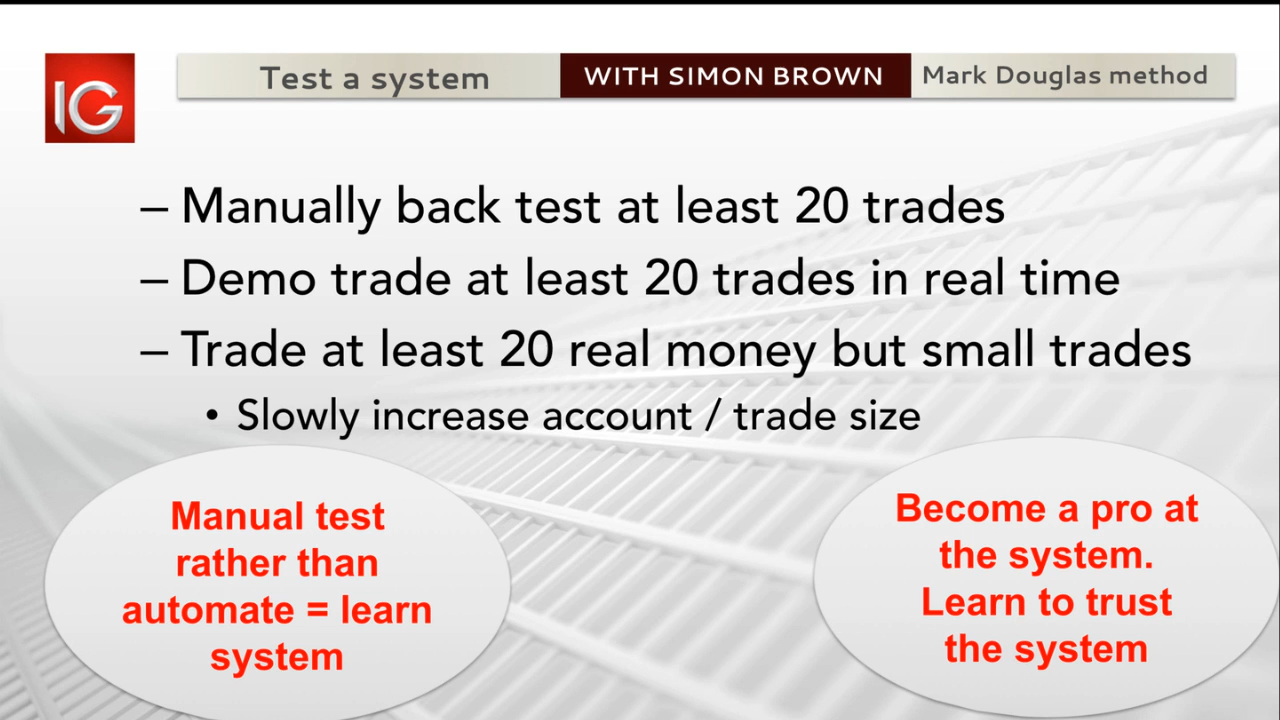 IG
Test a system
WITH SIMON BROWN
Mark Douglas method
– Manually back test at least 20 trades
– Demo trade at least 20 trades in real time
– Trade at least 20 real money but small trades
• Slowly increase account / trade size
Manual test
rather than
automate = learn
system
Become a pro at
the system.
Learn to trust
the system